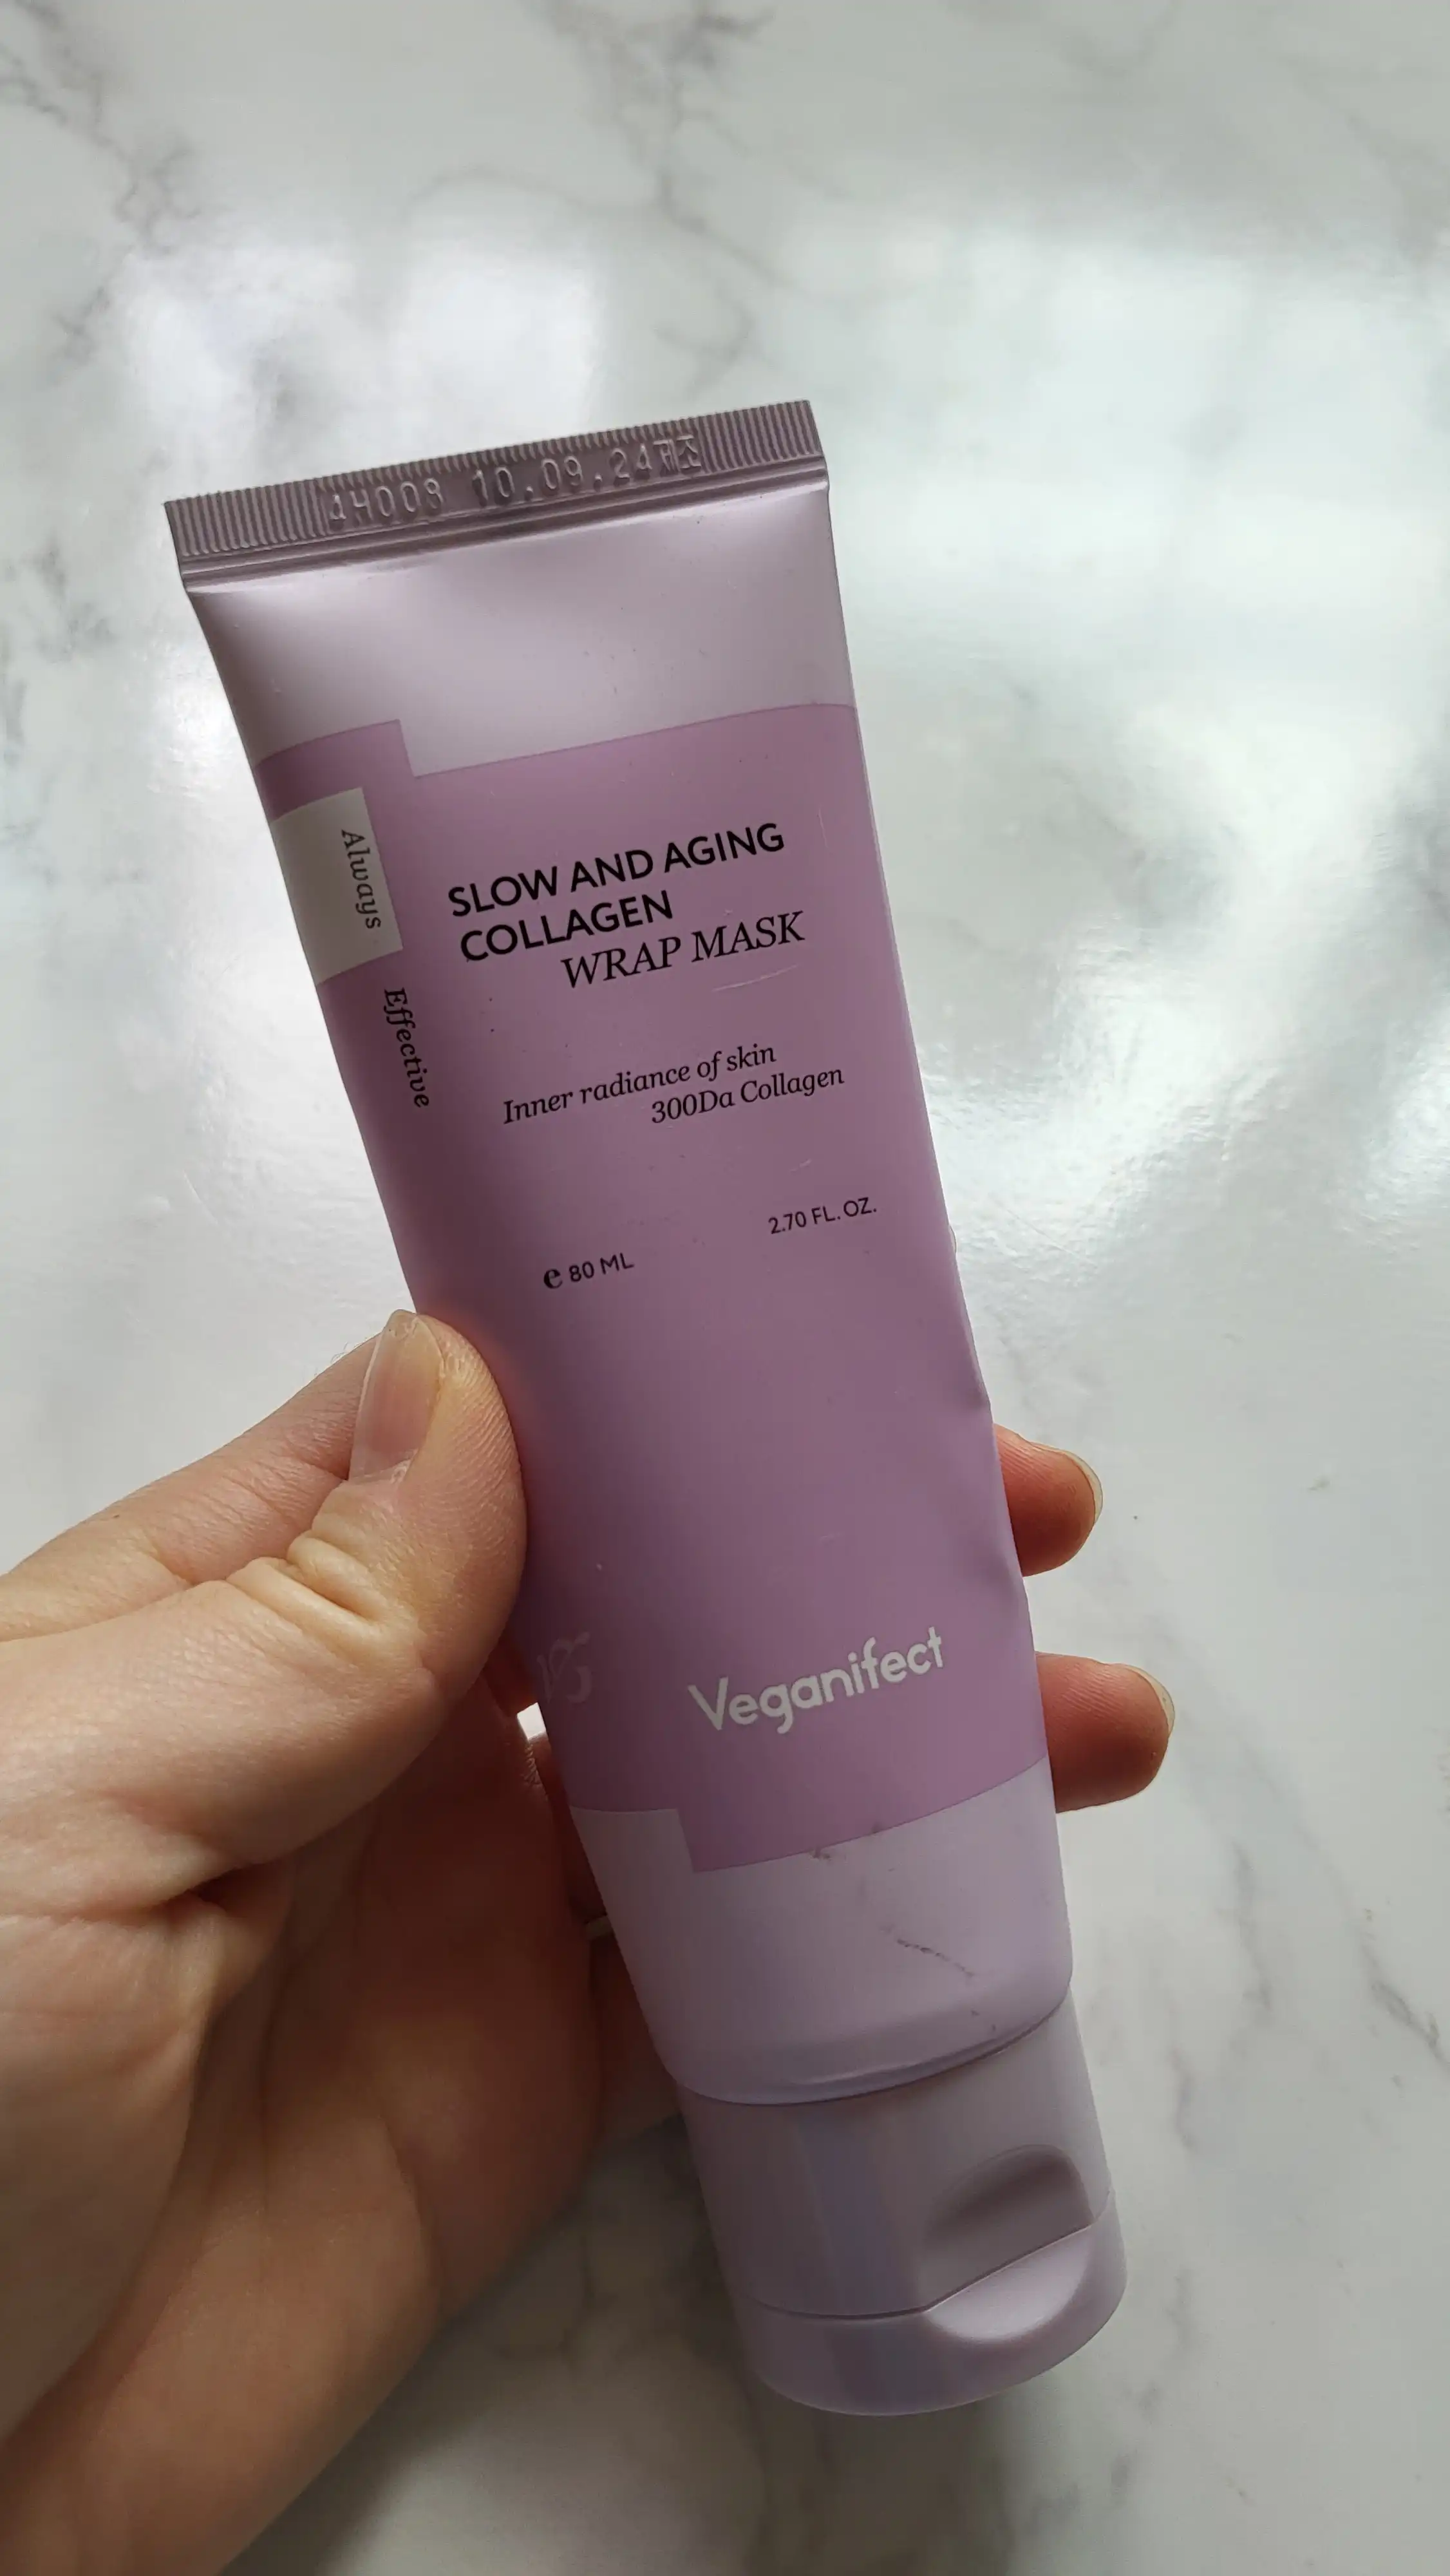 4H008 10.09.24제조
Always
Effective
SLOW AND AGING
COLLAGEN
WRAP MASK
Inner radiance of skin
300Da Collagen
℮ 80 ML
2.70 FL. OZ.
Veganifect